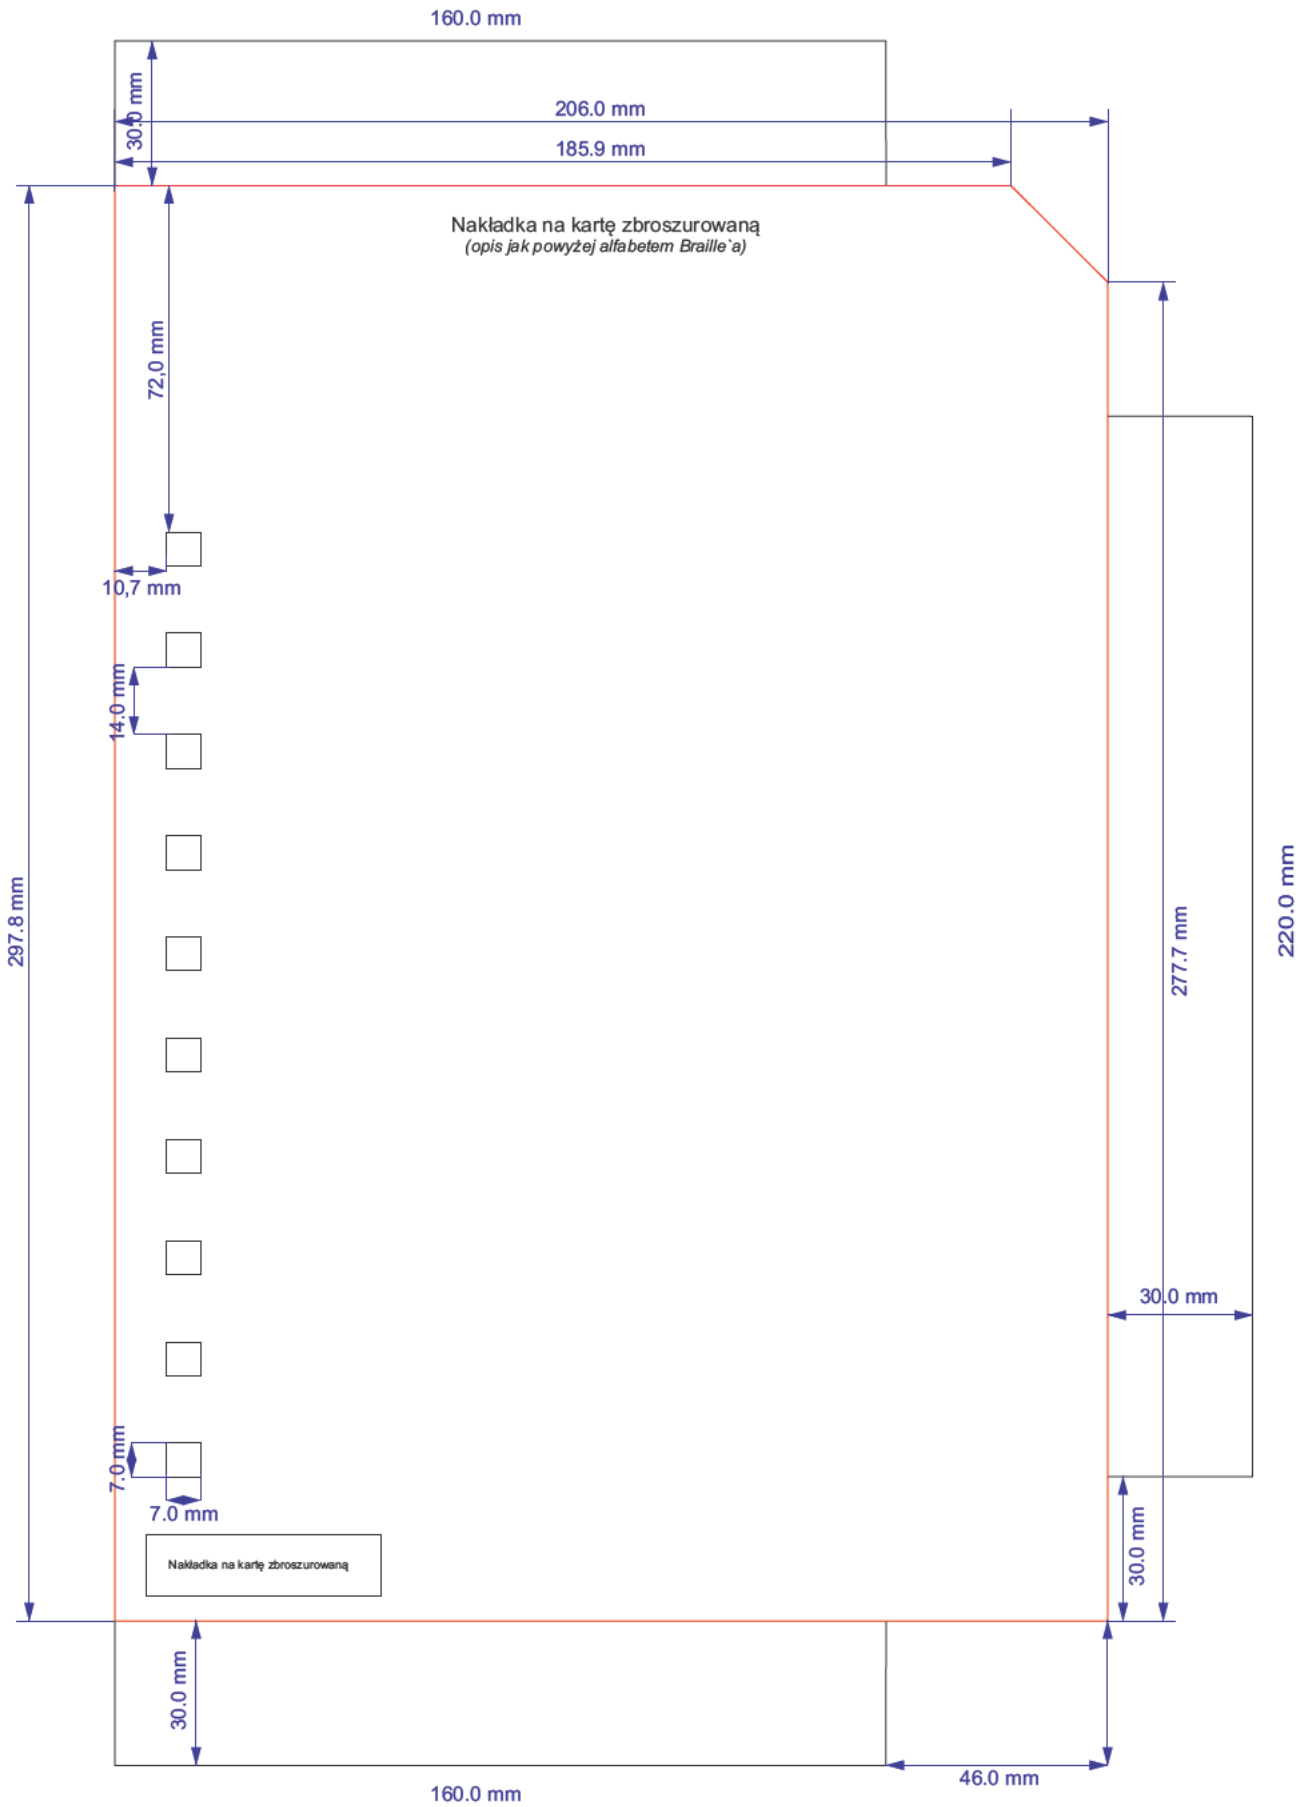 160.0 mm
30.0 mm
206.0 mm
185.9 mm
Nakładka na kartę zbroszurowaną
(opis jak powyżej alfabetem Braille`a)
72,0 mm
10,7 mm
14.0 mm
297.8 mm
220.0 mm
277.7 mm
30.0 mm
7.0 mm
7.0 mm
30.0 mm
Nakładka na kartę zbroszurowaną
30.0 mm
46.0 mm
160.0 mm